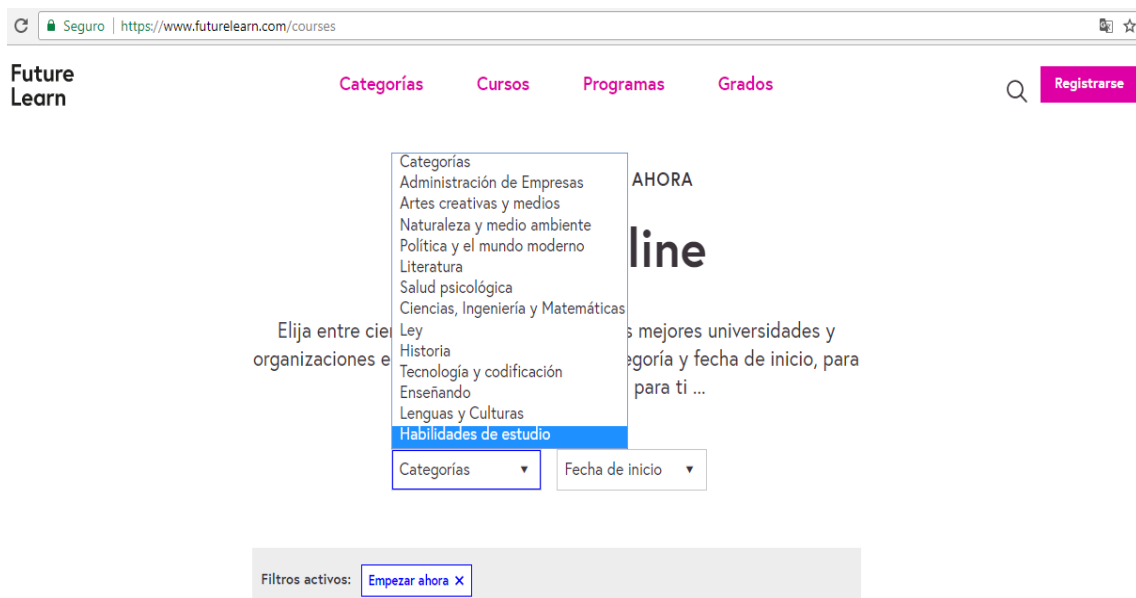 Seguro | https://www.futurelearn.com/courses
Future
Learn
Categorías Cursos Programas Grados
Registrarse
Categorías
Administración de Empresas
Artes creativas y medios
Naturaleza y medio ambiente
Política y el mundo moderno
Literatura
Salud psicológica
Ciencias, Ingeniería y Matemáticas
Ley
Historia
Tecnología y codificación
Enseñando
Lenguas y Culturas
Habilidades de estudio
AHORA
line
Elija entre mejores universidades y
organizaciones fecha de inicio, para
para ti ...
Categorías Fecha de inicio
Filtros activos: Empezar ahora ×